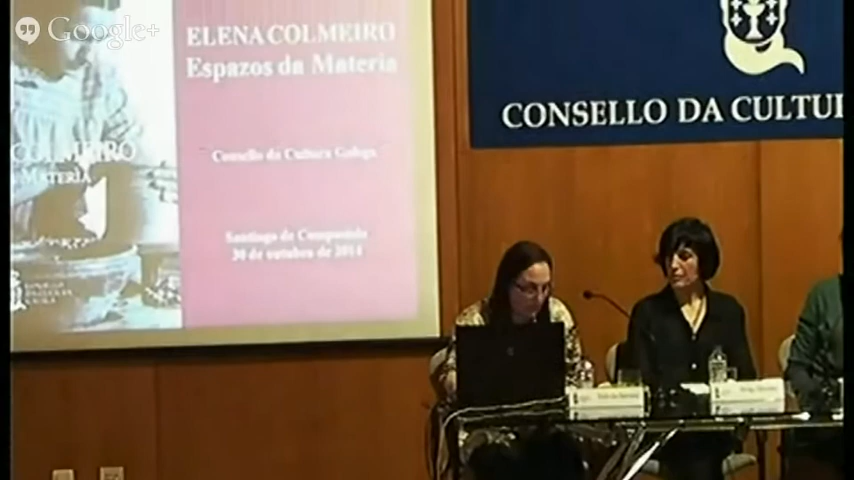 Google+
ELENA COLMEIRO
Espazos da Materia
Consello da Cultura Galega
Santiago de Compostela
30 de outubro de 2014
COLMEIRO
MATERIA
CONSELLO DA CULTU